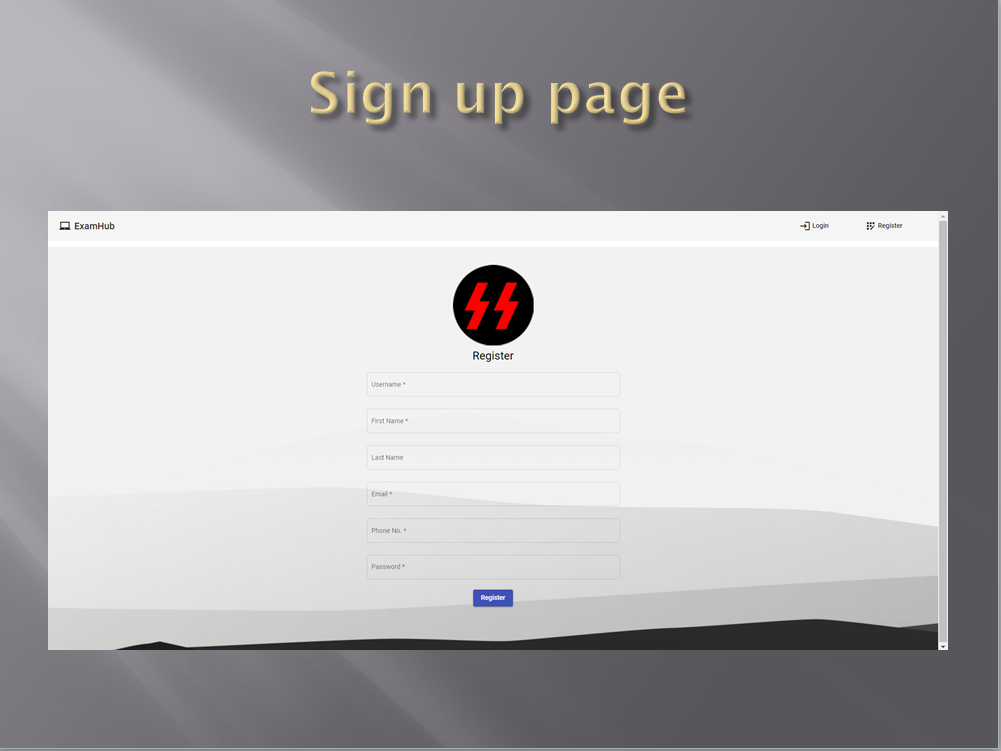 Sign up page
ExamHub
Login
Register
Register
Username *
First Name *
Last Name
Email *
Phone No. *
Password *
Register